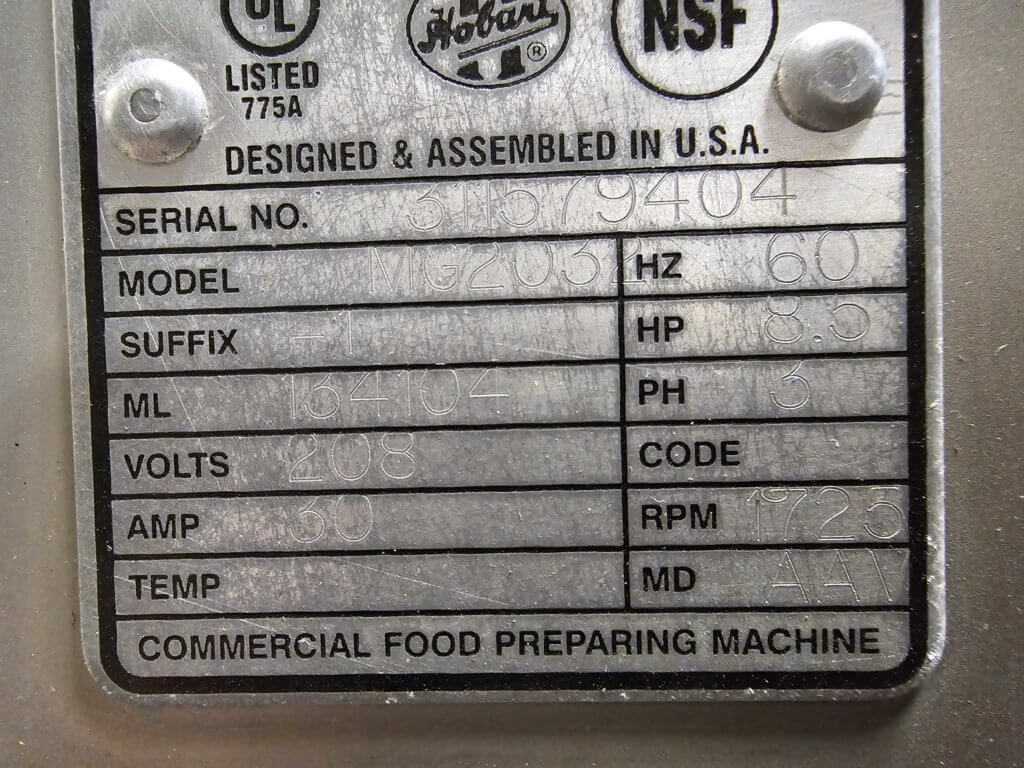 UL
Hobart ®
NSF
LISTED
775A
DESIGNED & ASSEMBLED IN U.S.A.
SERIAL NO. 311579404
MODEL MG2032 HZ 60
SUFFIX -1 HP 8.5
ML 134104 PH 3
VOLTS 208 CODE
AMP 30 RPM 1725
TEMP MD AAV
COMMERCIAL FOOD PREPARING MACHINE